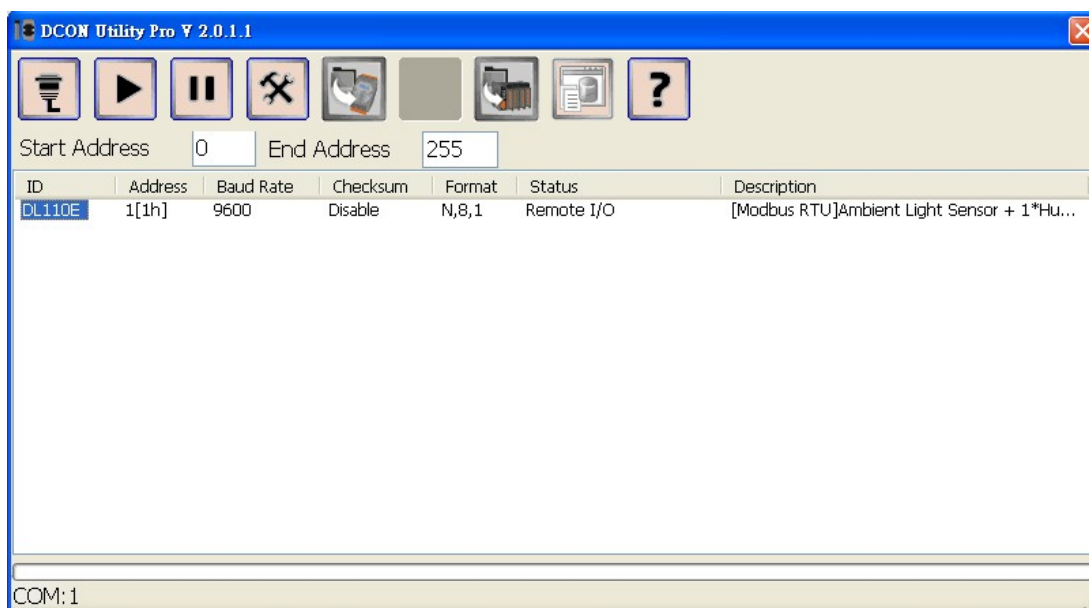 DCON Utility Pro V 2.0.1.1
?
Start Address 0 End Address 255
ID Address Baud Rate Checksum Format Status Description
DL110E 1[1h] 9600 Disable N,8,1 Remote I/O [Modbus RTU]Ambient Light Sensor + 1*Hu...
COM:1